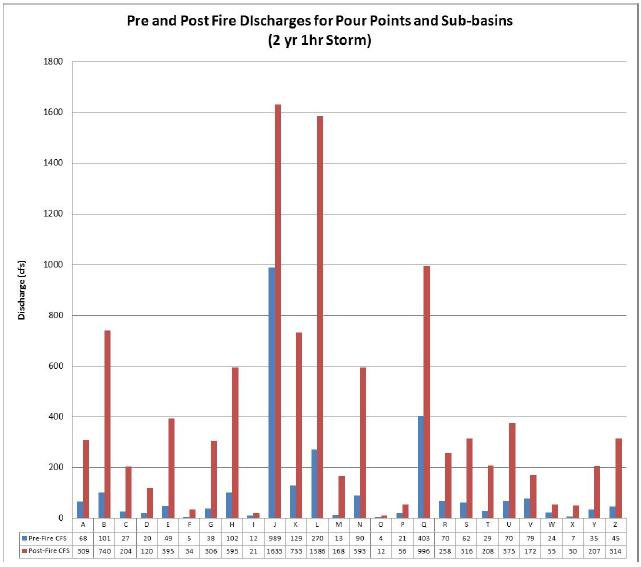 Pre and Post Fire DIscharges for Pour Points and Sub-basins
(2 yr 1hr Storm)
1800
1600
1400
1200
1000
800
600
400
200
0
Discharge (cfs)
A B C D E F G H I J K L M N O P Q R S T U V W X Y Z
Pre-Fire CFS 68 101 27 20 49 5 38 102 12 989 129 270 13 90 4 21 403 70 62 29 70 79 24 7 35 45
Post-Fire CFS 309 740 204 120 395 34 306 595 21 1633 733 1586 168 593 12 56 996 258 316 208 375 172 55 50 207 314